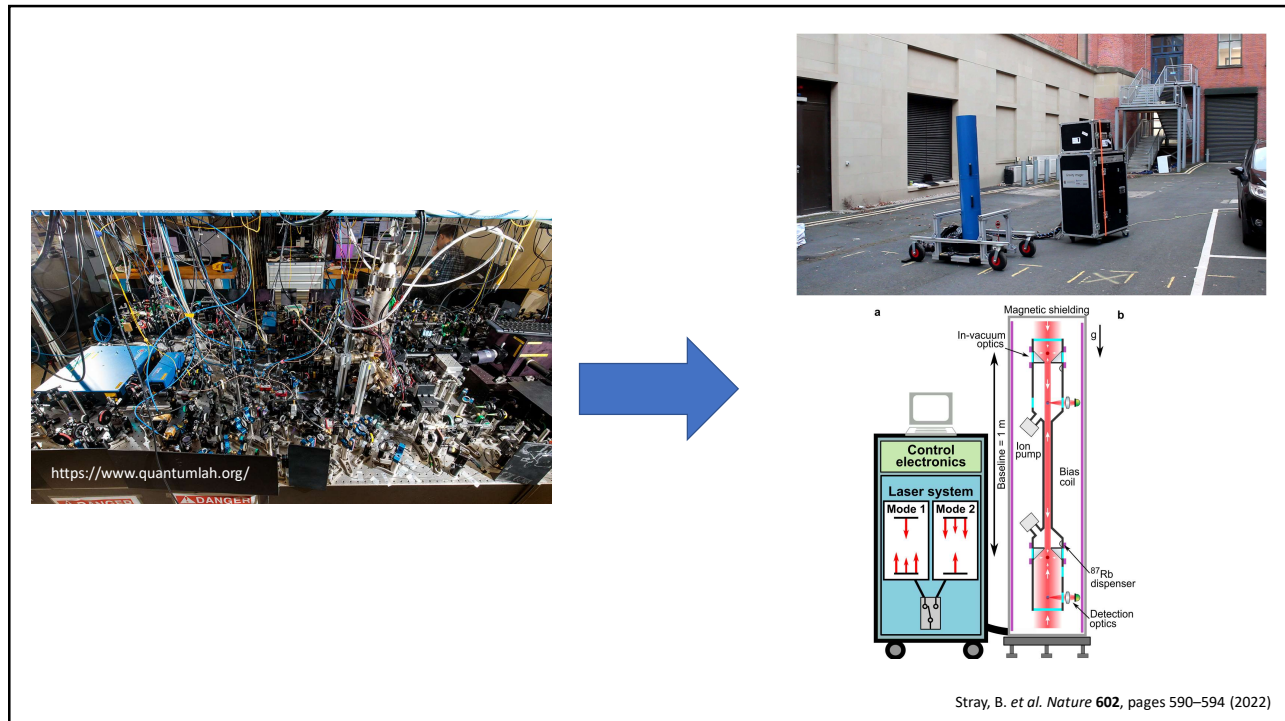 https://www.quantumlah.org/
DANGER
DANGER
a
Magnetic shielding
b
In-vacuum
optics
g
Baseline = 1 m
Ion
pump
Bias
coil
Control
electronics
Laser system
Mode 1
Mode 2
⁸⁷Rb
dispenser
Detection
optics
Stray, B. et al. Nature 602, pages 590–594 (2022)